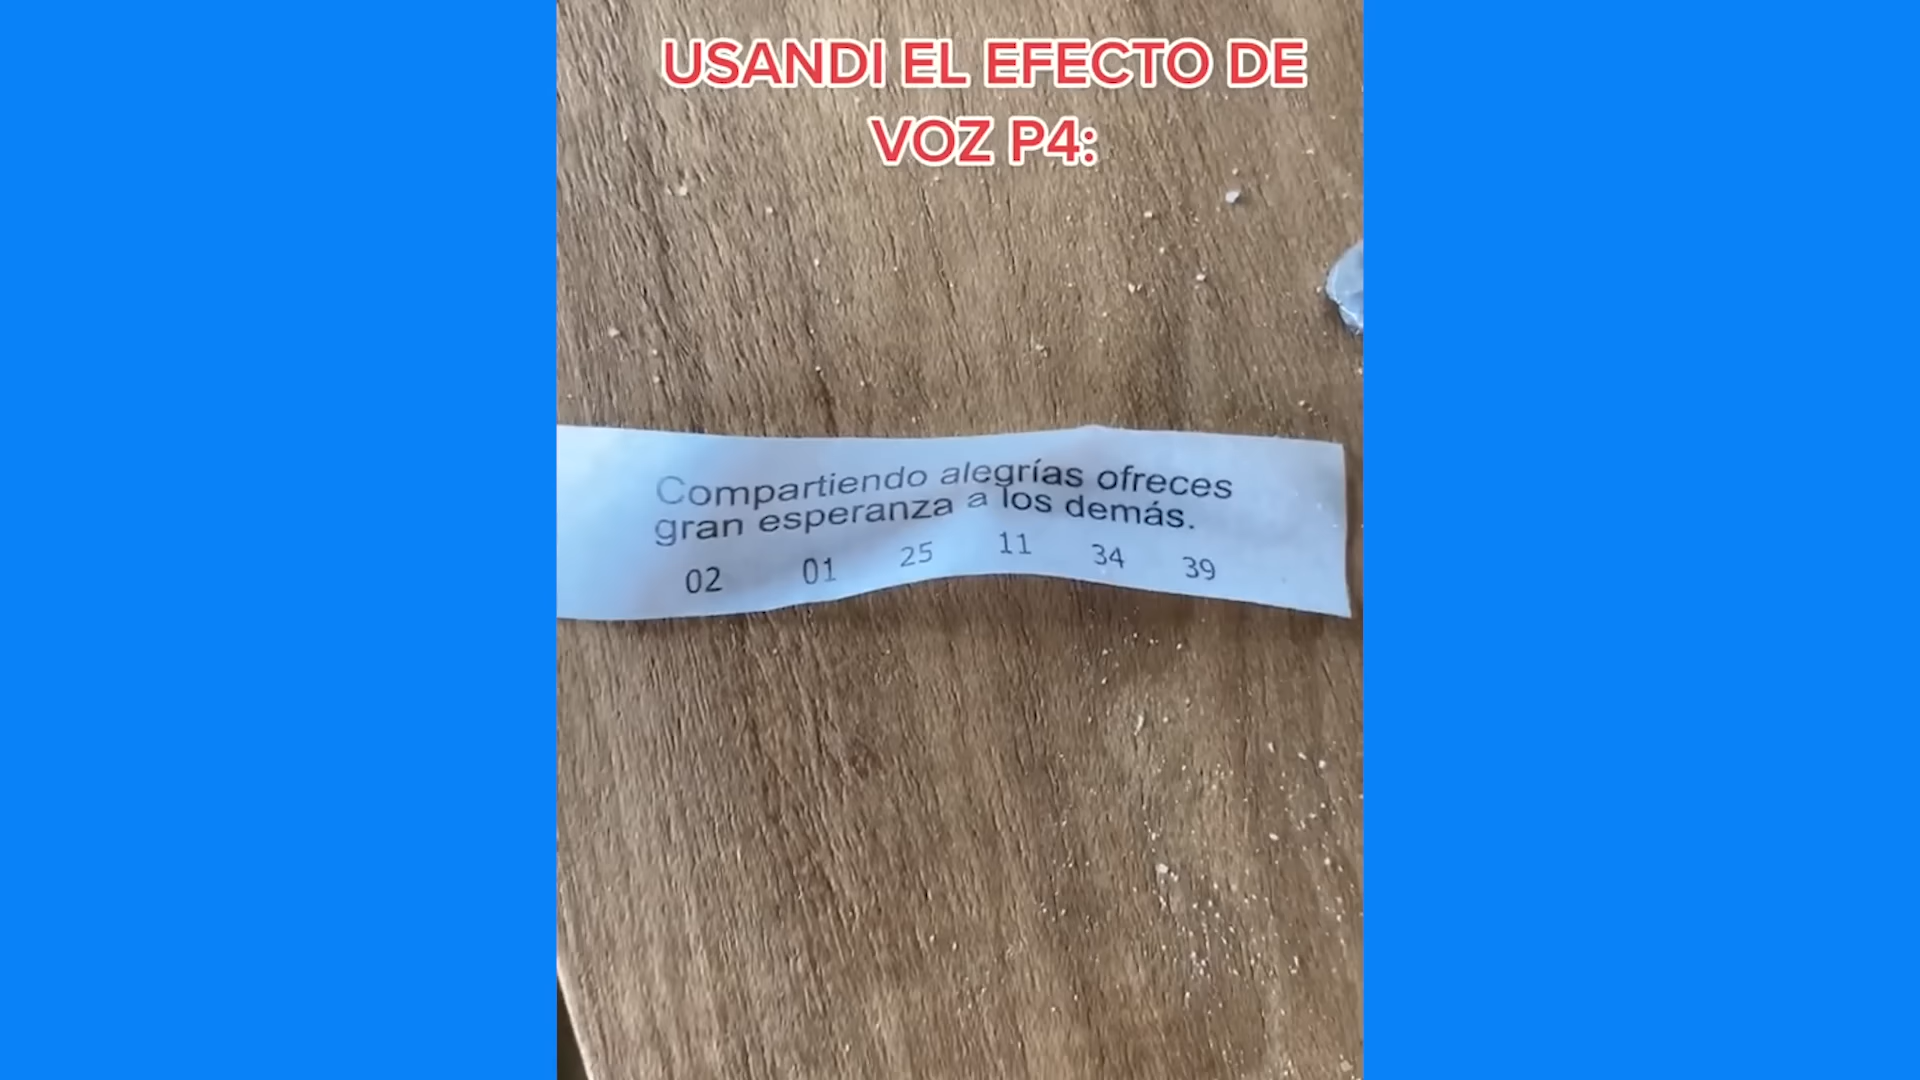 USANDI EL EFECTO DE
VOZ P4:
Compartiendo alegrías ofreces
gran esperanza a los demás.
02 01 25 11 34 39